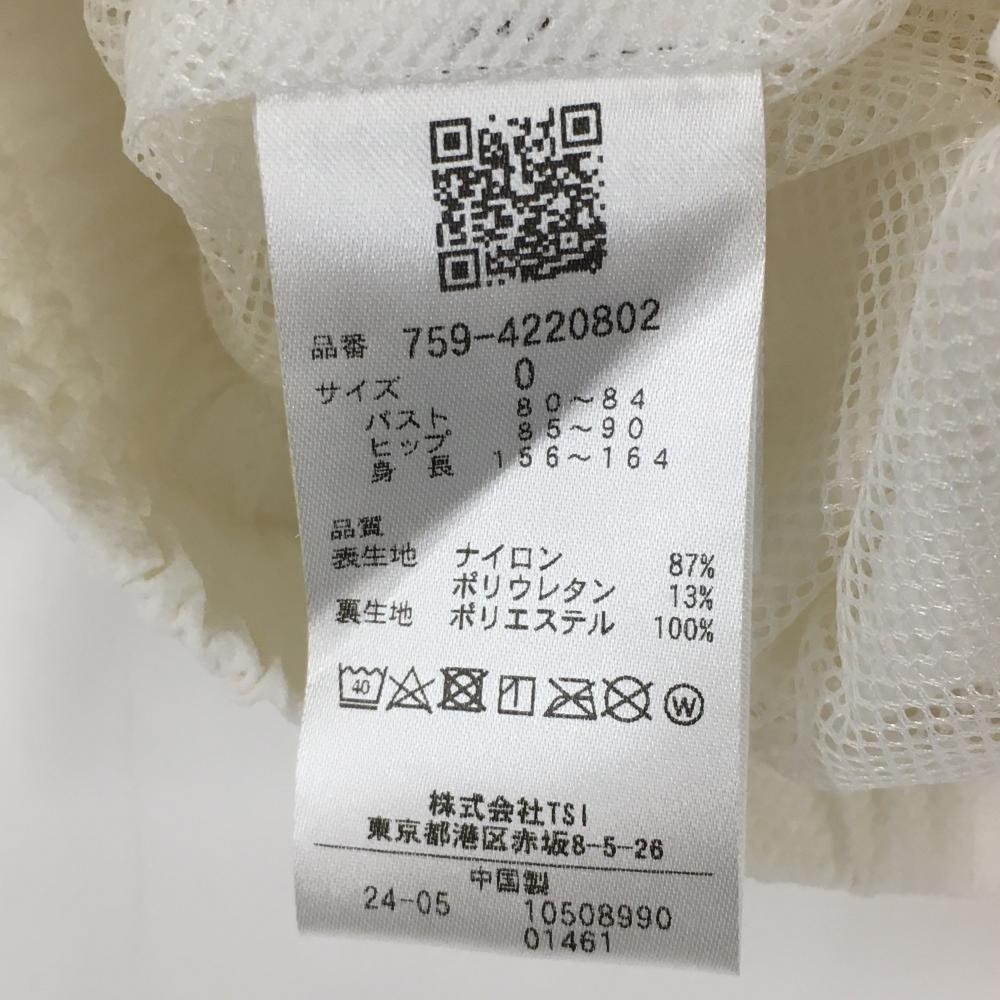 品番 759-4220802
サイズ 0
バスト 80～84
ヒップ 85～90
身長 156～164
品質
表生地 ナイロン 87%
ポリウレタン 13%
裏生地 ポリエステル 100%
40
W
株式会社TSI
東京都港区赤坂8-5-26
中国製
24-05 10508990
01461